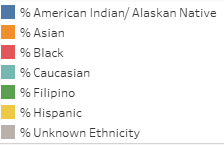 % American Indian/ Alaskan Native
% Asian
% Black
% Caucasian
% Filipino
% Hispanic
% Unknown Ethnicity